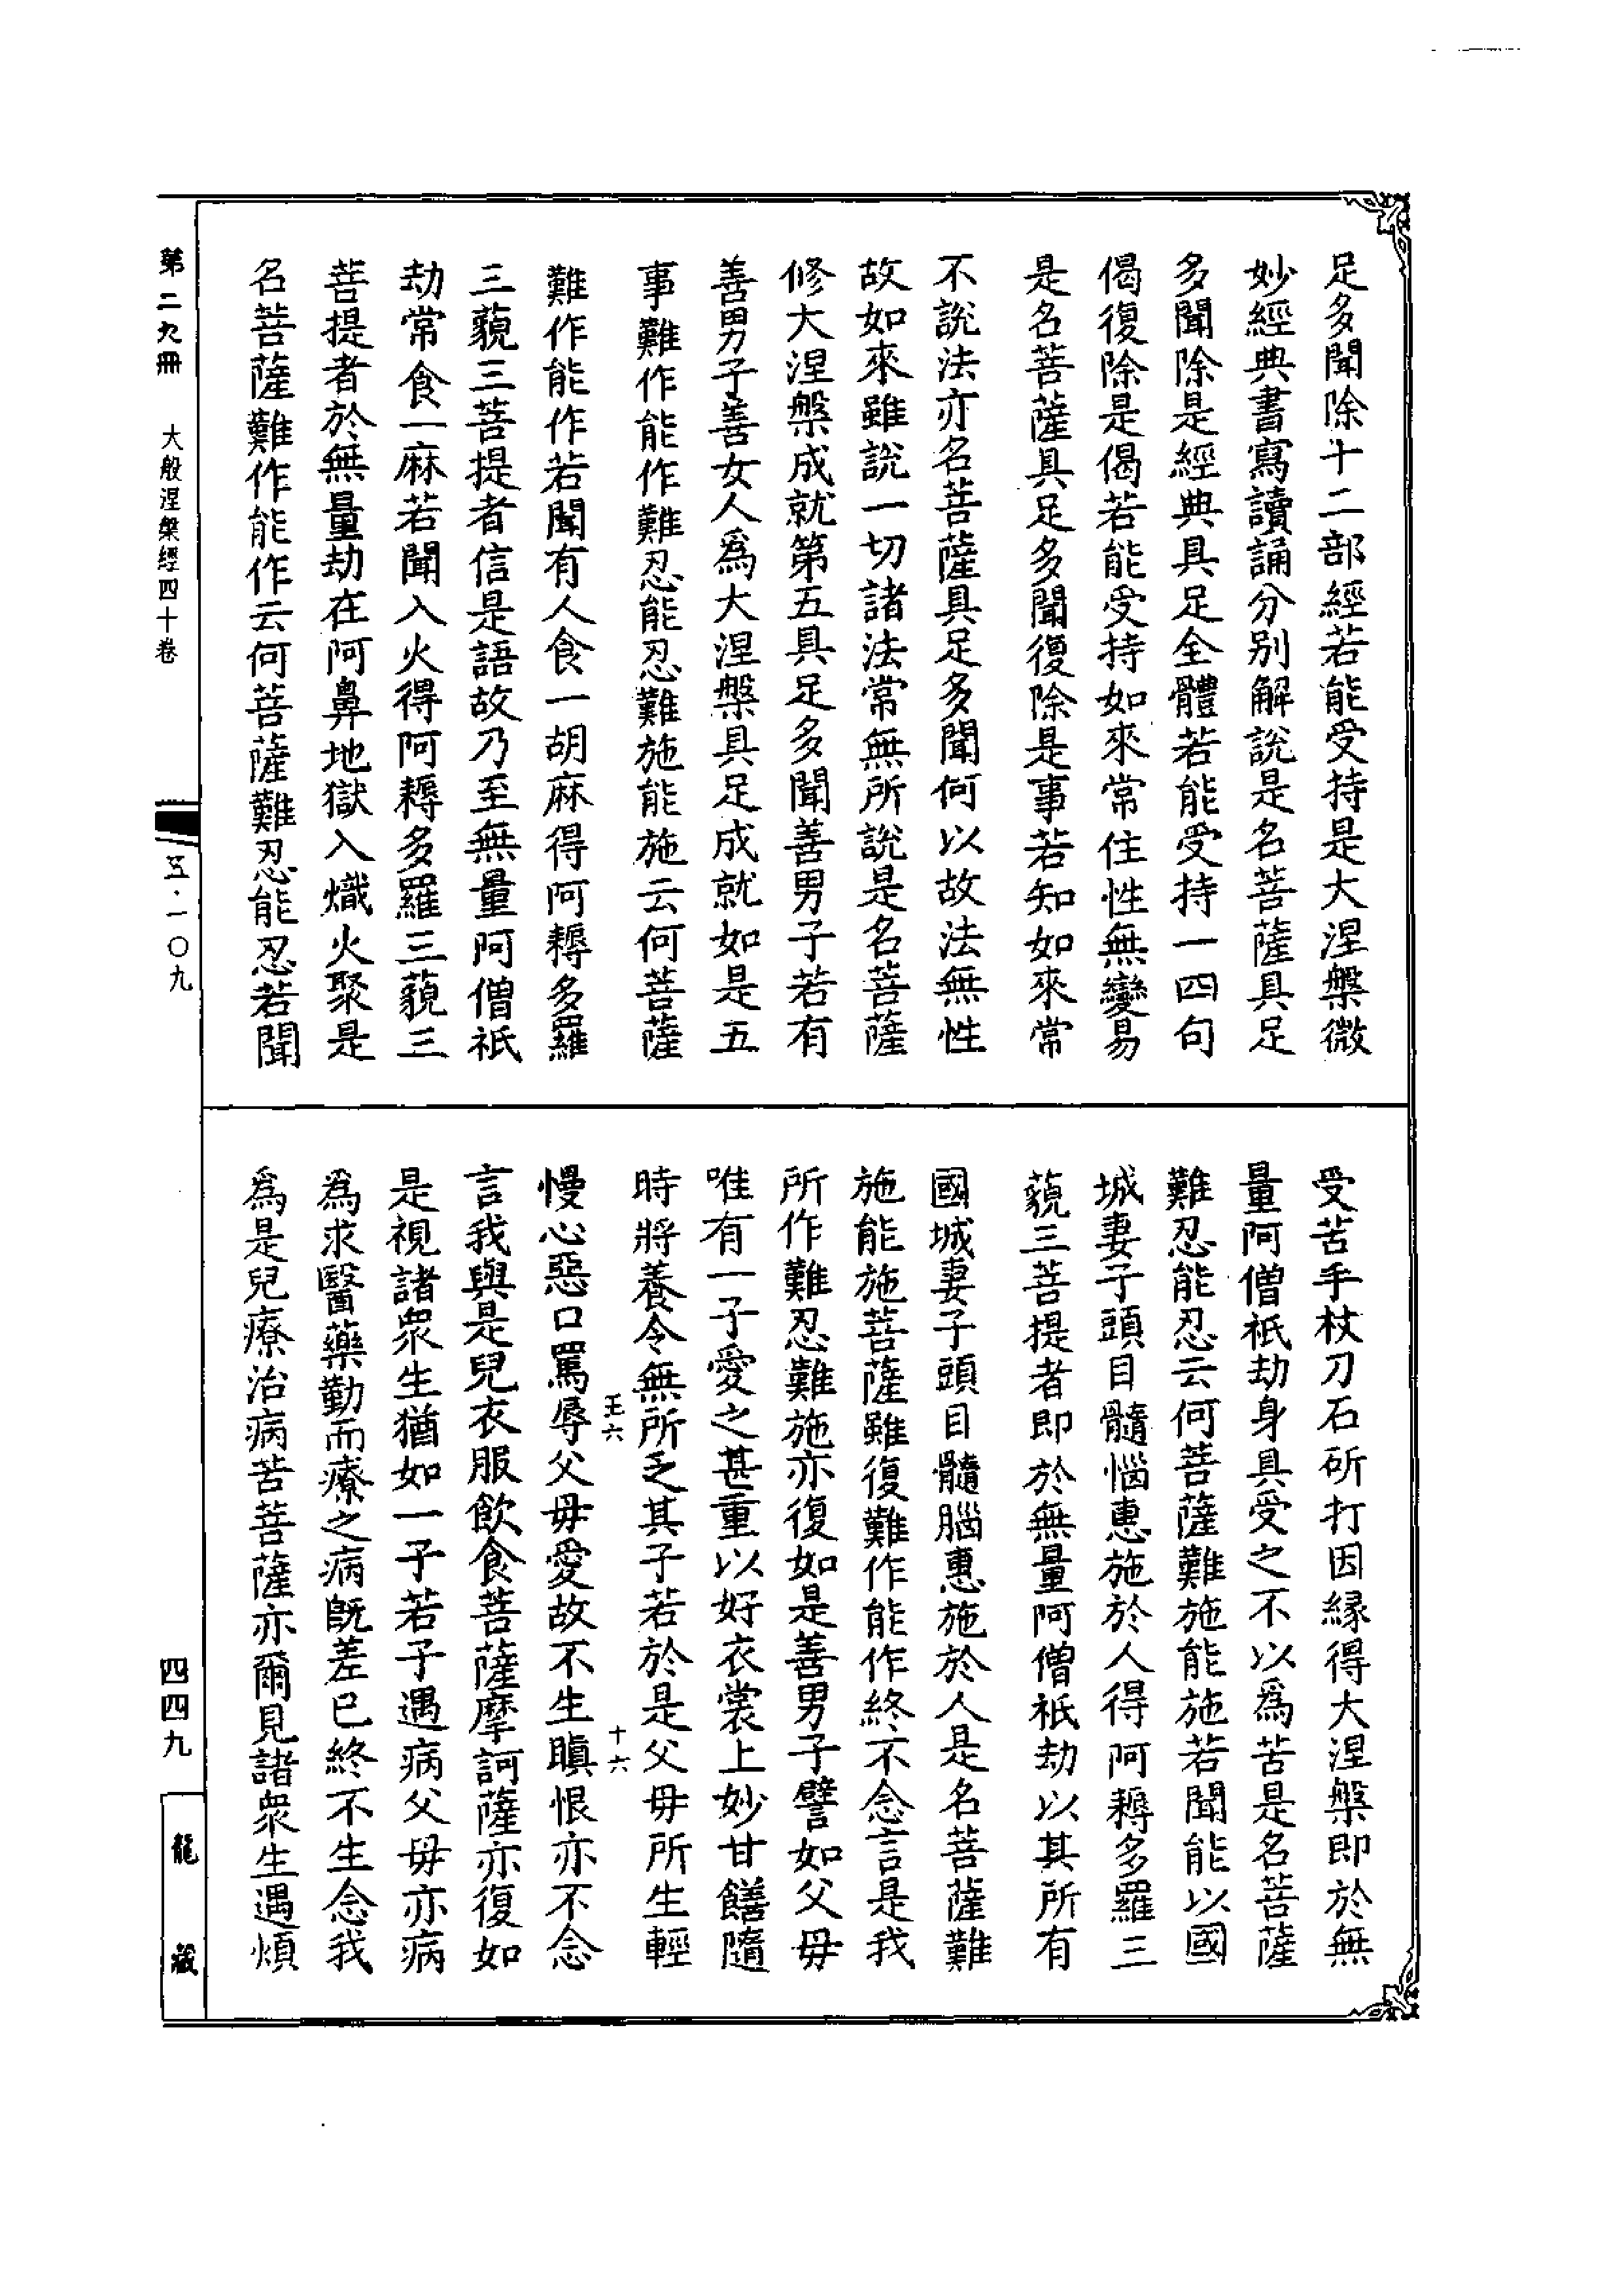 足多聞除十二部經若能受持是大涅槃微
妙經典書寫讀誦分别解說是名菩薩具足
多聞除是經典具足全體若能受持一四句
偈復除是偈若能受持如來常住性無變易
是名菩薩具足多聞復除是事若知如來常
不說法亦名菩薩具足多聞何以故法無性
故如來雖說一切諸法常無所說是名菩薩
修大涅槃成就第五具足多聞善男子若有
善男子善女人爲大涅槃具足成就如是五
事難作能作難忍能忍難施能施云何菩薩
難作能作若聞有人食一胡麻得阿耨多羅
三藐三菩提者信是語故乃至無量阿僧祇
劫常食一麻若聞入火得阿耨多羅三藐三
菩提者於無量劫在阿鼻地獄入熾火聚是
名菩薩難作能作云何菩薩難忍能忍若聞
受苦手杖刀石斫打因緣得大涅槃即於無
量阿僧祇劫身具受之不以爲苦是名菩薩
難忍能忍云何菩薩難施能施若聞能以國
城妻子頭目髓惱惠施於人得阿耨多羅三
藐三菩提者即於無量阿僧祇劫以其所有
國城妻子頭目髓腦惠施於人是名菩薩難
施能施菩薩雖復難作能作終不念言是我
所作難忍難施亦復如是善男子譬如父毋
唯有一子愛之甚重以好衣裳上妙甘饍隨
時將養令無所乏其子若於是父毋所生輕
王六
十六
慢心惡口罵辱父毋愛故不生瞋恨亦不念
言我與是兒衣服飲食菩薩摩訶薩亦復如
是視諸衆生猶如一子若子遇病父毋亦病
爲求醫藥勤而療之病旣差已終不生念我
爲是兒療治病苦菩薩亦爾見諸衆生遇煩
第二九冊
大般涅槃經四十卷
五·一〇九
四四九
龍藏